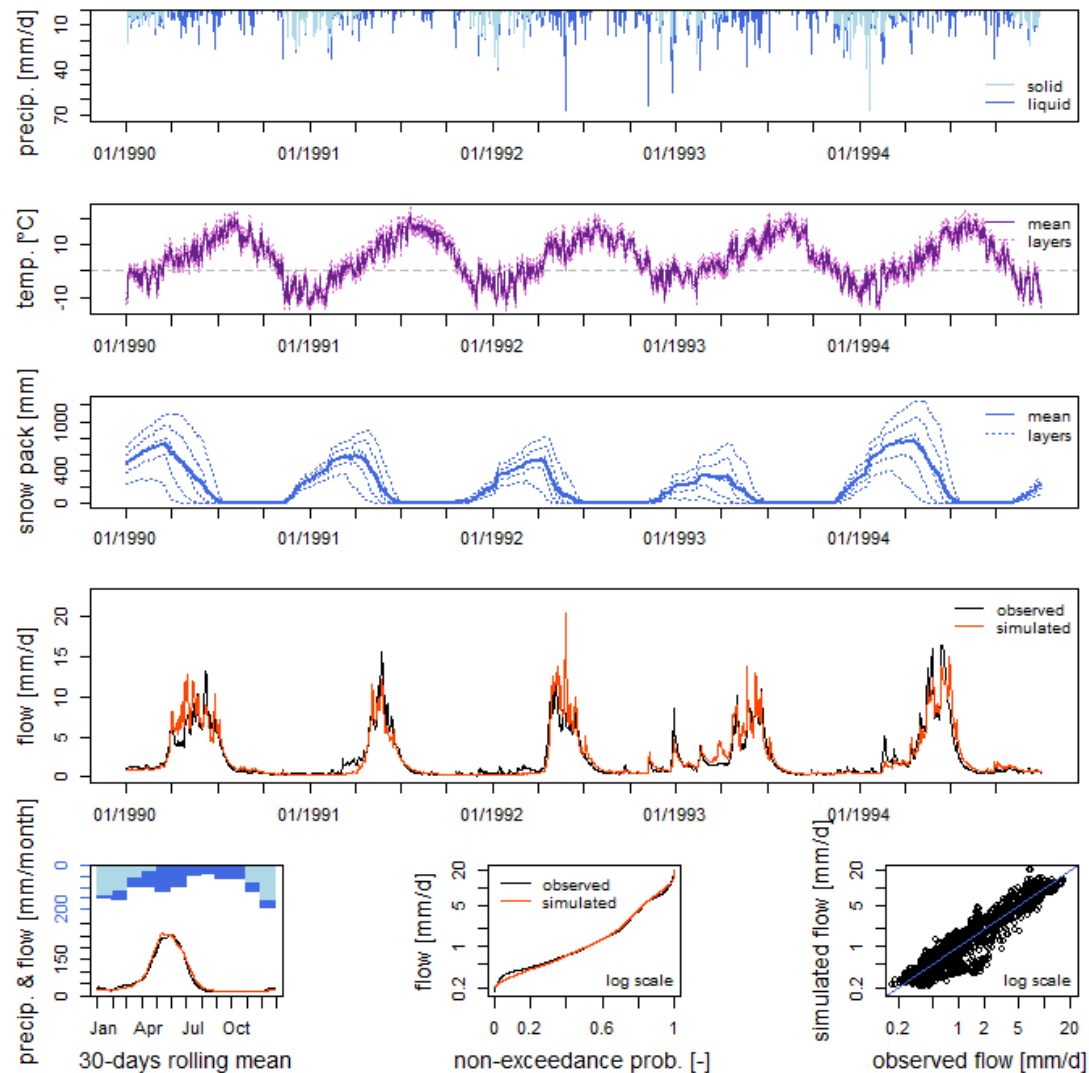 precip. [mm/d]
10
40
70
solid
liquid
01/1990 01/1991 01/1992 01/1993 01/1994
temp. [°C]
10
-10
mean
layers
01/1990 01/1991 01/1992 01/1993 01/1994
snow pack [mm]
1000
400
0
mean
layers
01/1990 01/1991 01/1992 01/1993 01/1994
flow [mm/d]
20
15
10
5
0
observed
simulated
01/1990 01/1991 01/1992 01/1993 01/1994
precip. & flow [mm/month]
0
200
150
0
Jan Apr Jul Oct
30-days rolling mean
flow [mm/d]
20
5
1
0.2
observed
simulated
log scale
0 0.2 0.6 1
non-exceedance prob. [-]
simulated flow [mm/d]
20
5
1
0.2
log scale
0.2 1 2 5 20
observed flow [mm/d]